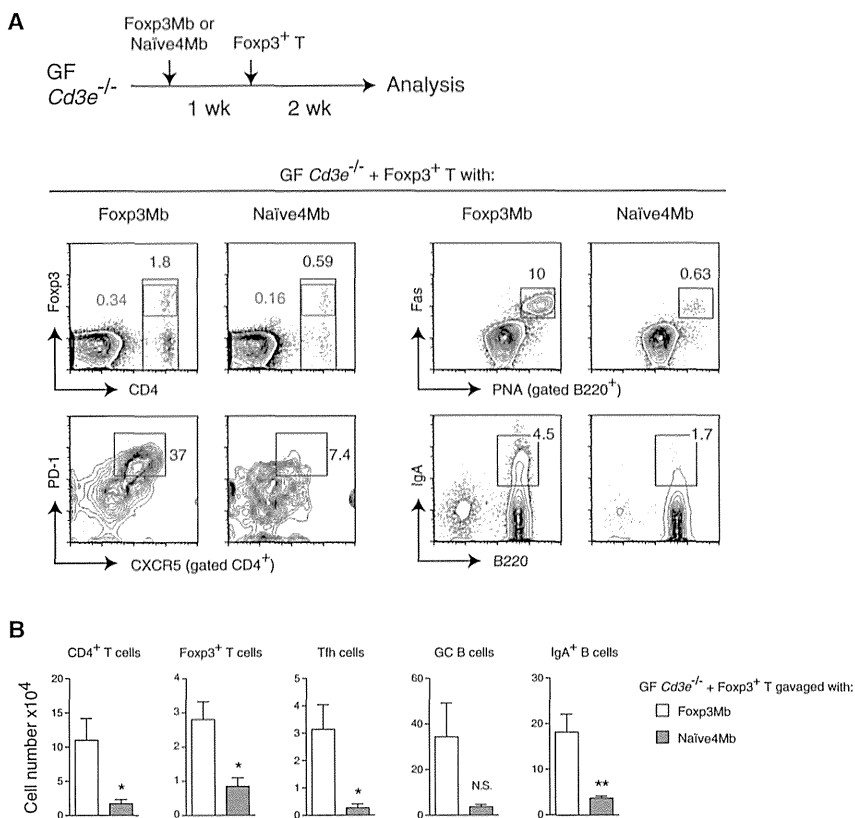 A
Foxp3Mb or
Naïve4Mb
Foxp3+ T
GF
Cd3e-/-
Analysis
1 wk
2 wk
GF Cd3e-/- + Foxp3+ T with:
Foxp3Mb
Naïve4Mb
Foxp3Mb
Naïve4Mb
Foxp3
1.8
0.34
0.59
0.16
CD4
Fas
10
0.63
PNA (gated B220+)
PD-1
37
7.4
CXCR5 (gated CD4+)
IgA
4.5
1.7
B220
B
CD4+ T cells
Foxp3+ T cells
Tfh cells
GC B cells
IgA+ B cells
Cell number x104
20
15
10
5
0
*
4
3
2
1
0
*
5
4
3
2
1
0
*
60
40
20
0
N.S.
30
20
10
0
**
GF Cd3e-/- + Foxp3+ T gavaged with:
Foxp3Mb
Naïve4Mb